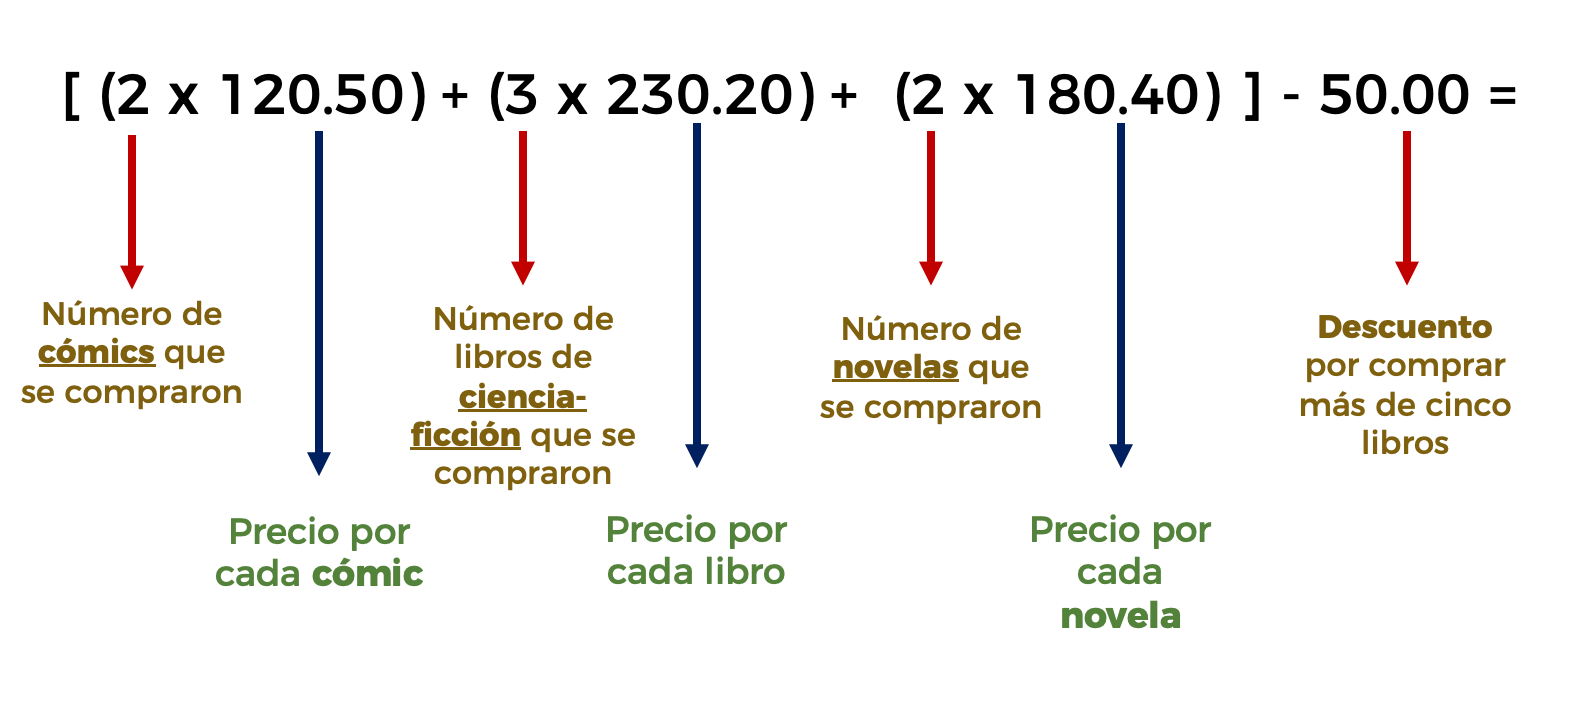 [ (2 x 120.50) + (3 x 230.20) + (2 x 180.40) ] - 50.00 =
Número de
cómics que
se compraron
Precio por
cada cómic
Número de
libros de
ciencia-
ficción que se
compraron
Precio por
cada libro
Número de
novelas que
se compraron
Precio por
cada
novela
Descuento
por comprar
más de cinco
libros